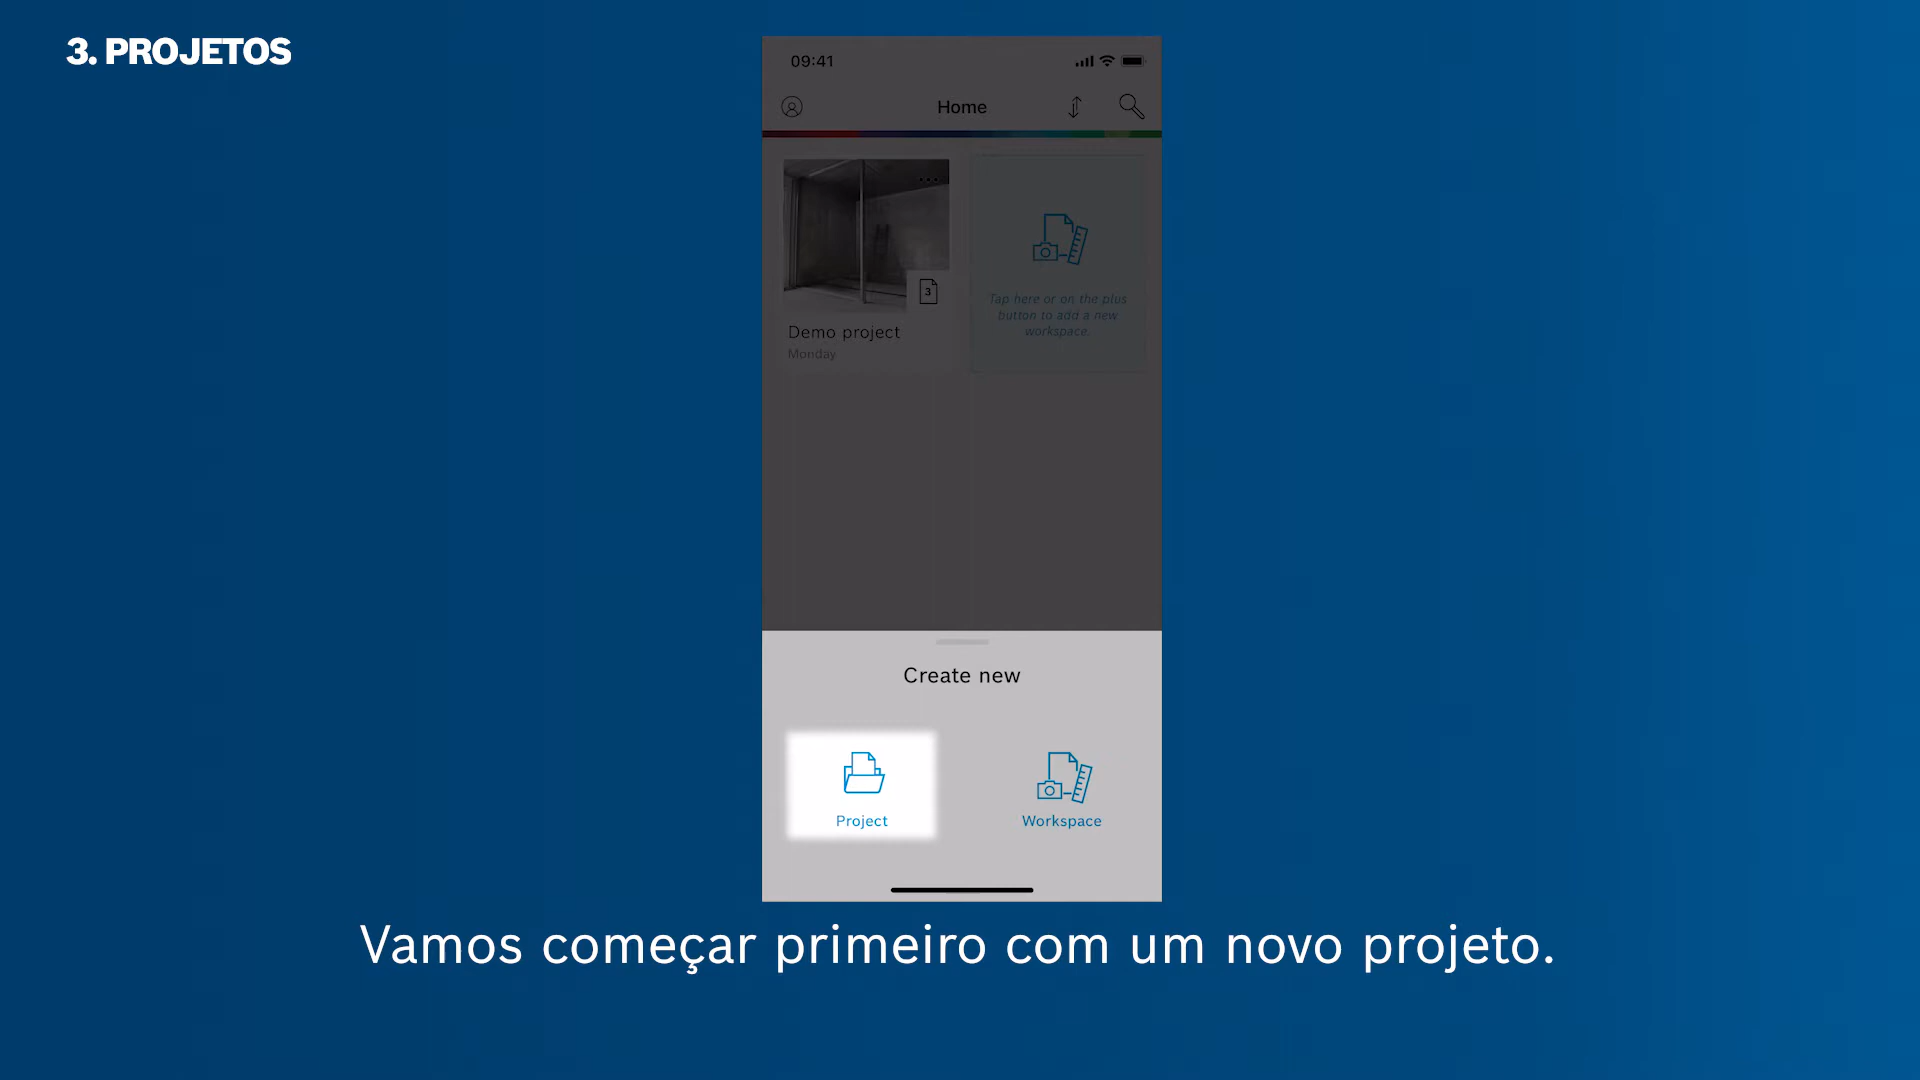 3. PROJETOS
09:41
Home
3
Demo project
Monday
Tap here or on the plus
button to add a new
workspace.
Create new
Project
Workspace
Vamos começar primeiro com um novo projeto.